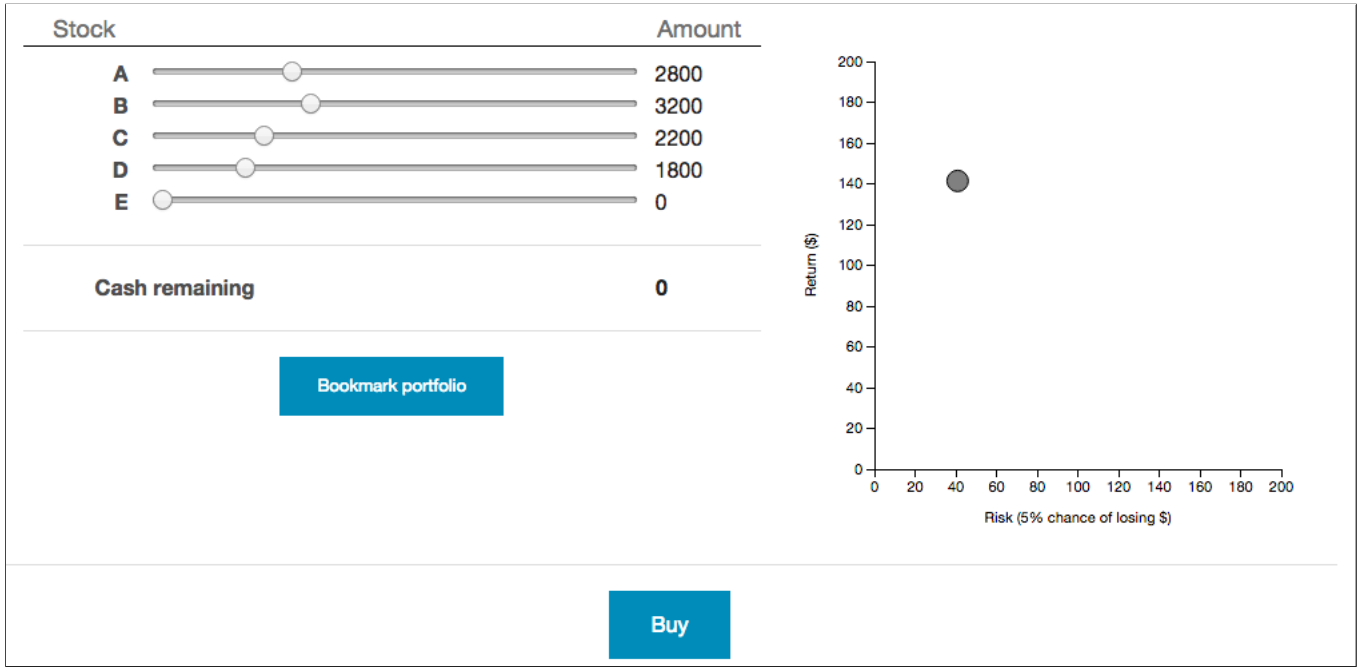 Stock Amount
A 2800
B 3200
C 2200
D 1800
E 0
Cash remaining 0
Bookmark portfolio
200
180
160
140
120
100
80
60
40
20
0
Return ($)
0 20 40 60 80 100 120 140 160 180 200
Risk (5% chance of losing $)
Buy